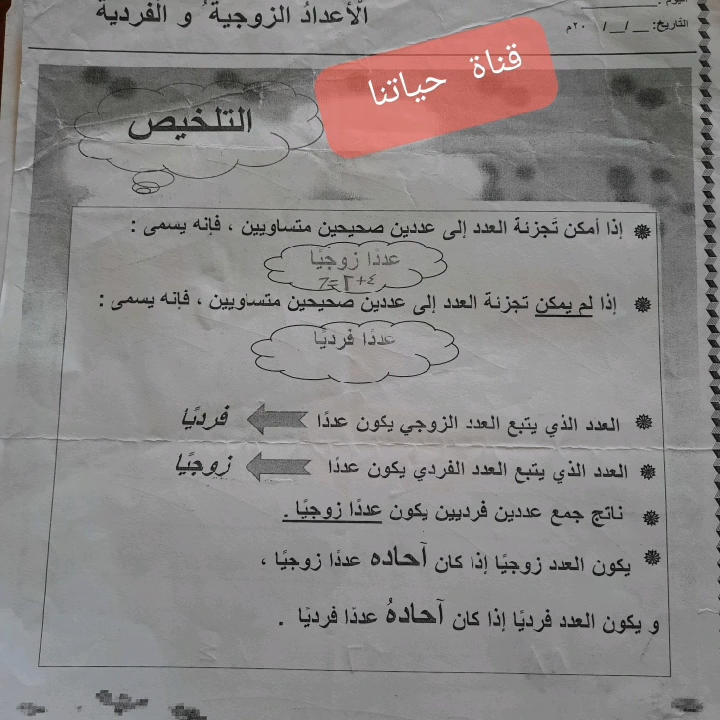 اليوم :
التاريخ: __/__/ ٢٠م
الأعدادُ الزوجيةُ و الفردية
قناة حياتنا
التلخيص
إذا أمكن تَجزئة العدد إلى عددين صحيحين متساويين ، فإنه يسمى :
عددًا زوجيًا
إذا لم يمكن تجزئة العدد إلى عددين صحيحين متساويين ، فإنه يسمى :
عددًا فرديًا
العدد الذي يتبع العدد الزوجي يكون عددًا فرديًا
العدد الذي يتبع العدد الفردي يكون عددًا زوجيًا
ناتج جمع عددين فرديين يكون عددًا زوجيًا .
يكون العدد زوجيًا إذا كان آحاده عددًا زوجيًا ،
و يكون العدد فرديًا إذا كان آحادهُ عددًا فرديًا .